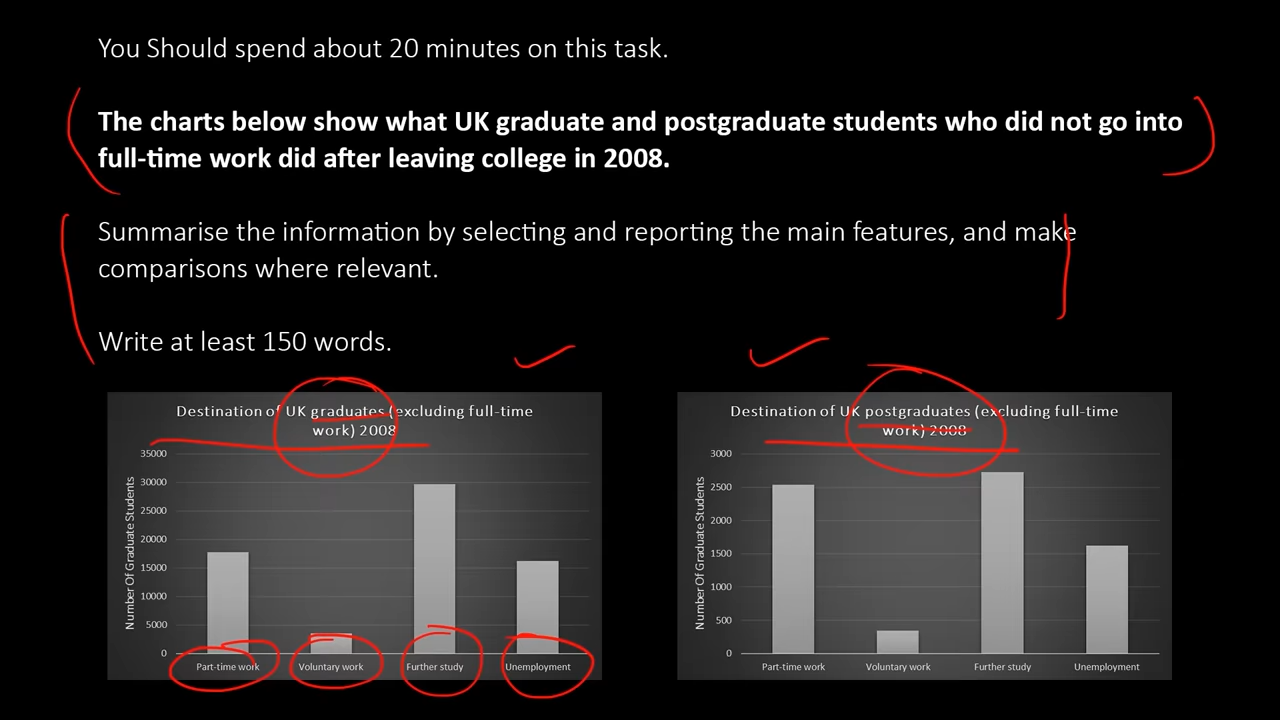 You Should spend about 20 minutes on this task.
The charts below show what UK graduate and postgraduate students who did not go into
full-time work did after leaving college in 2008.
Summarise the information by selecting and reporting the main features, and make
comparisons where relevant.
Write at least 150 words.
Destination of UK graduates (excluding full-time
work) 2008
Number Of Graduate Students
35000
30000
25000
20000
15000
10000
5000
0
Part-time work
Voluntary work
Further study
Unemployment
Destination of UK postgraduates (excluding full-time
work) 2008
Number Of Graduate Students
3000
2500
2000
1500
1000
500
0
Part-time work
Voluntary work
Further study
Unemployment